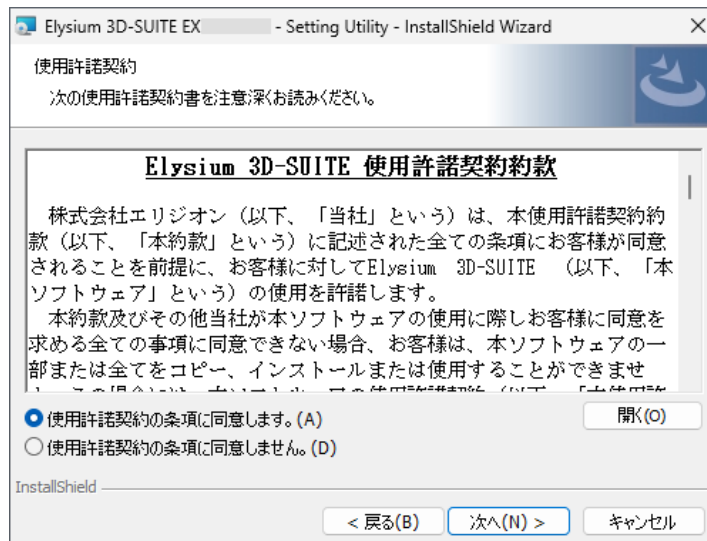 Elysium 3D-SUITE EX - Setting Utility - InstallShield Wizard
使用許諾契約
次の使用許諾契約書を注意深くお読みください。
Elysium 3D-SUITE 使用許諾契約約款
株式会社エリジオン（以下、「当社」という）は、本使用許諾契約約
款（以下、「本約款」という）に記述された全ての条項にお客様が同意
されることを前提に、お客様に対してElysium 3D-SUITE （以下、「本
ソフトウェア」という）の使用を許諾します。
本約款及びその他当社が本ソフトウェアの使用に際しお客様に同意を
求める全ての事項に同意できない場合、お客様は、本ソフトウェアの一
部または全てをコピー、インストールまたは使用することができませ
使用許諾契約の条項に同意します。(A)
開く(O)
使用許諾契約の条項に同意しません。(D)
InstallShield
< 戻る(B)
次へ(N) >
キャンセル